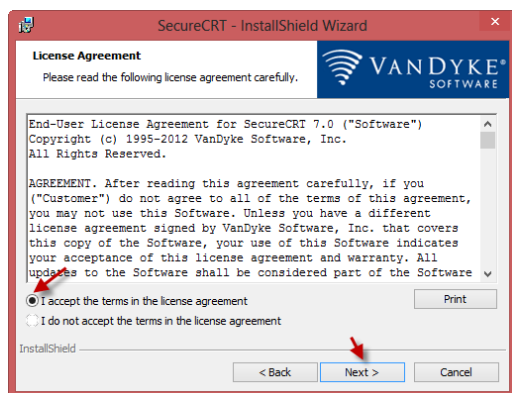 SecureCRT - InstallShield Wizard
License Agreement
Please read the following license agreement carefully.
VANDYKE®
SOFTWARE
End-User License Agreement for SecureCRT 7.0 ("Software")
Copyright (c) 1995-2012 VanDyke Software, Inc.
All Rights Reserved.
AGREEMENT. After reading this agreement carefully, if you
("Customer") do not agree to all of the terms of this agreement,
you may not use this Software. Unless you have a different
license agreement signed by VanDyke Software, Inc. that covers
this copy of the Software, your use of this Software indicates
your acceptance of this license agreement and warranty. All
updates to the Software shall be considered part of the Software
I accept the terms in the license agreement
Print
I do not accept the terms in the license agreement
InstallShield
< Back
Next >
Cancel